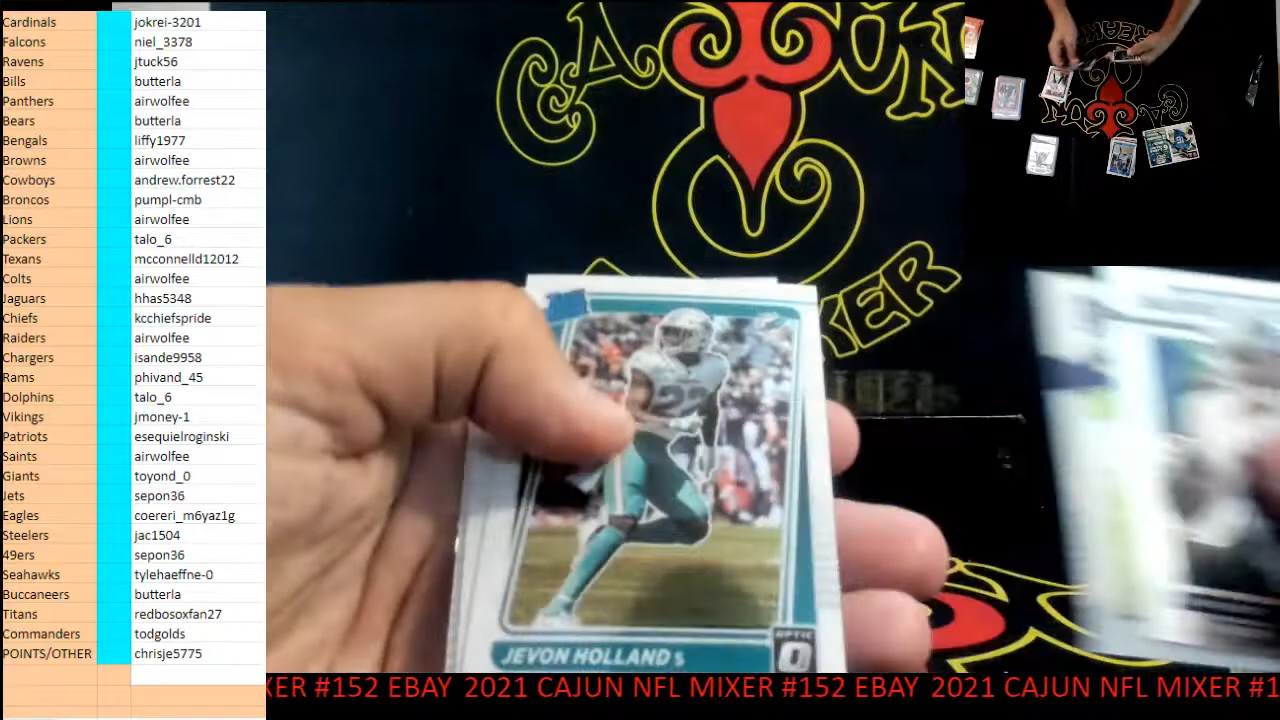 Cardinals jokrei-3201
Falcons niel_3378
Ravens jtuck56
Bills butterla
Panthers airwolfee
Bears butterla
Bengals liffy1977
Browns airwolfee
Cowboys andrew.forrest22
Broncos pumpl-cmb
Lions airwolfee
Packers talo_6
Texans mcconnelld12012
Colts airwolfee
Jaguars hhas5348
Chiefs kcchiefspride
Raiders airwolfee
Chargers isande9958
Rams phivand_45
Dolphins talo_6
Vikings jmoney-1
Patriots esequielroginski
Saints airwolfee
Giants toyond_0
Jets sepon36
Eagles coereri_m6yaz1g
Steelers jac1504
49ers sepon36
Seahawks tylehaeffne-0
Buccaneers butterla
Titans redbosoxfan27
Commanders todgolds
POINTS/OTHER chrisje5775
CAJUN
OPTIC
JEVON HOLLAND S
XER #152 EBAY 2021 CAJUN NFL MIXER #152 EBAY 2021 CAJUN NFL MIXER #1